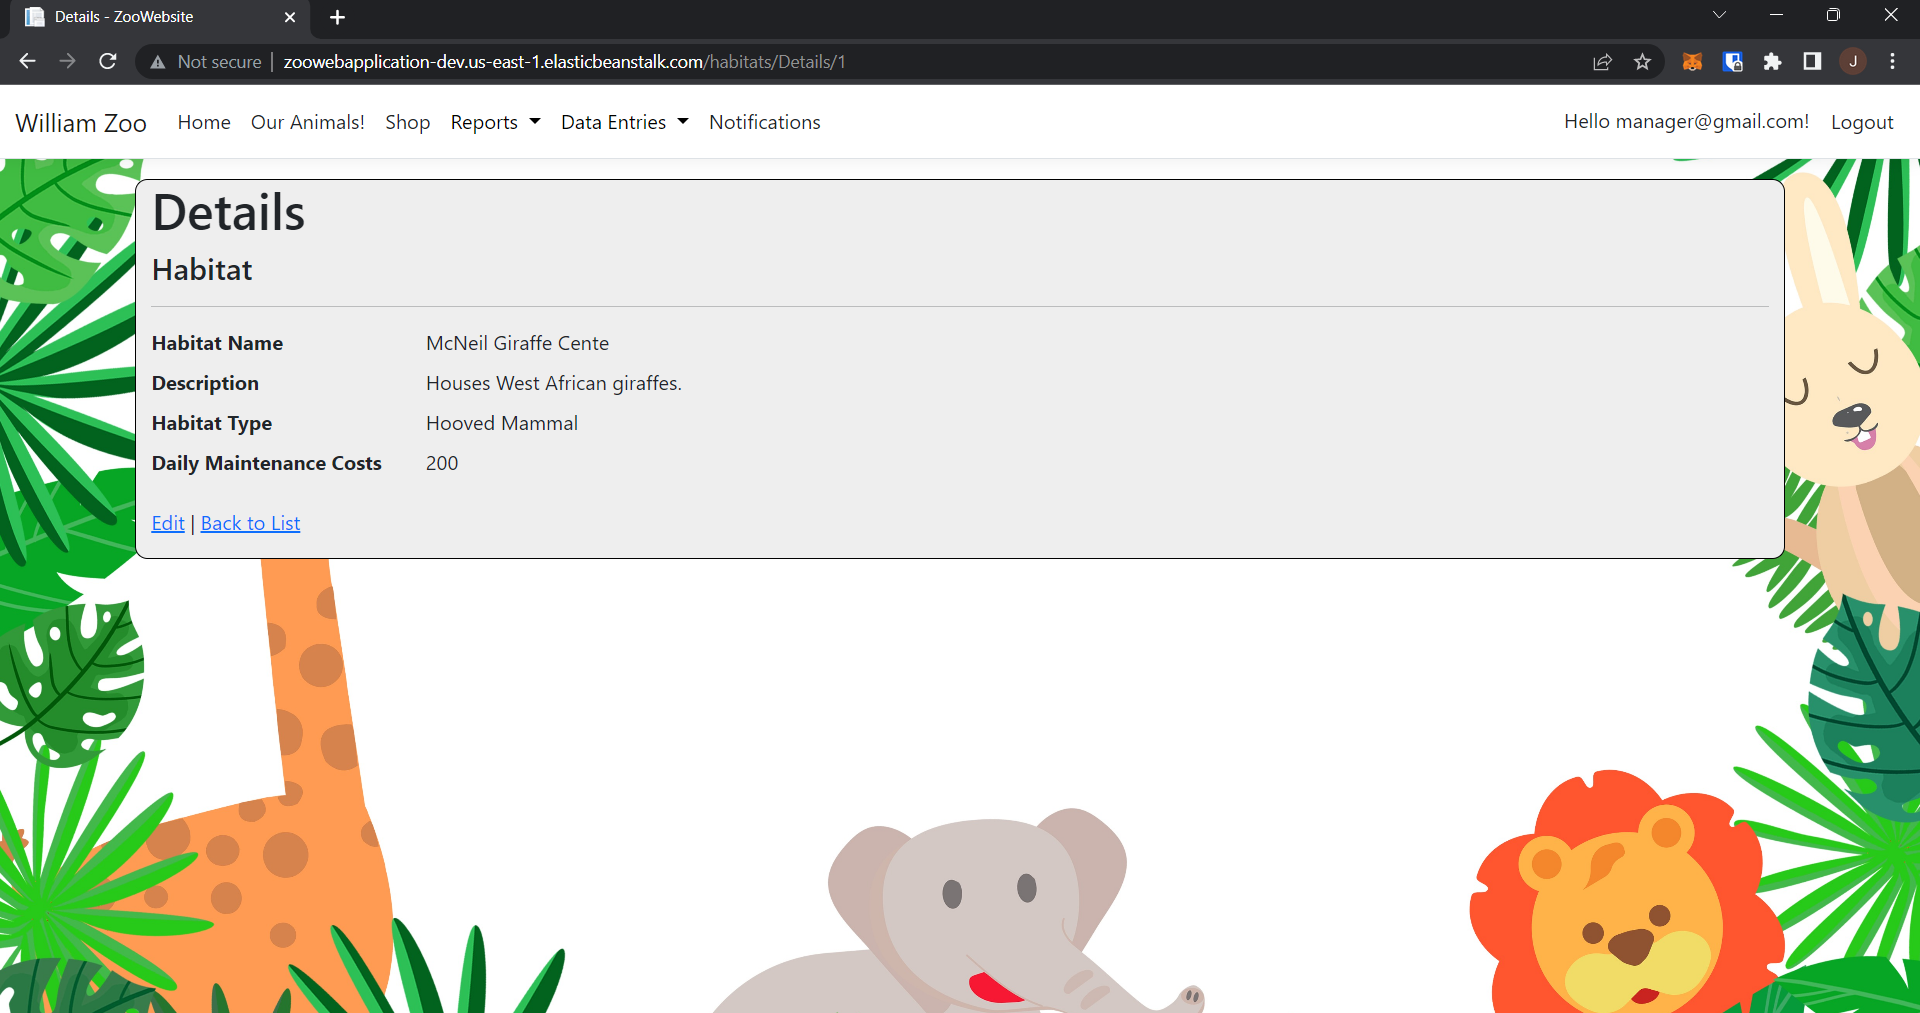 Details - ZooWebsite
Not secure | zoowebapplication-dev.us-east-1.elasticbeanstalk.com/habitats/Details/1
J
William Zoo Home Our Animals! Shop Reports Data Entries Notifications Hello manager@gmail.com! Logout
Details
Habitat
Habitat Name McNeil Giraffe Cente
Description Houses West African giraffes.
Habitat Type Hooved Mammal
Daily Maintenance Costs 200
Edit | Back to List